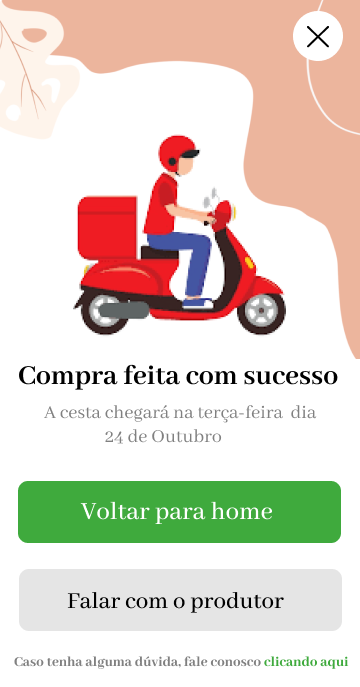 Compra feita com sucesso
A cesta chegará na terça-feira dia
24 de Outubro
Voltar para home
Falar com o produtor
Caso tenha alguma dúvida, fale conosco clicando aqui